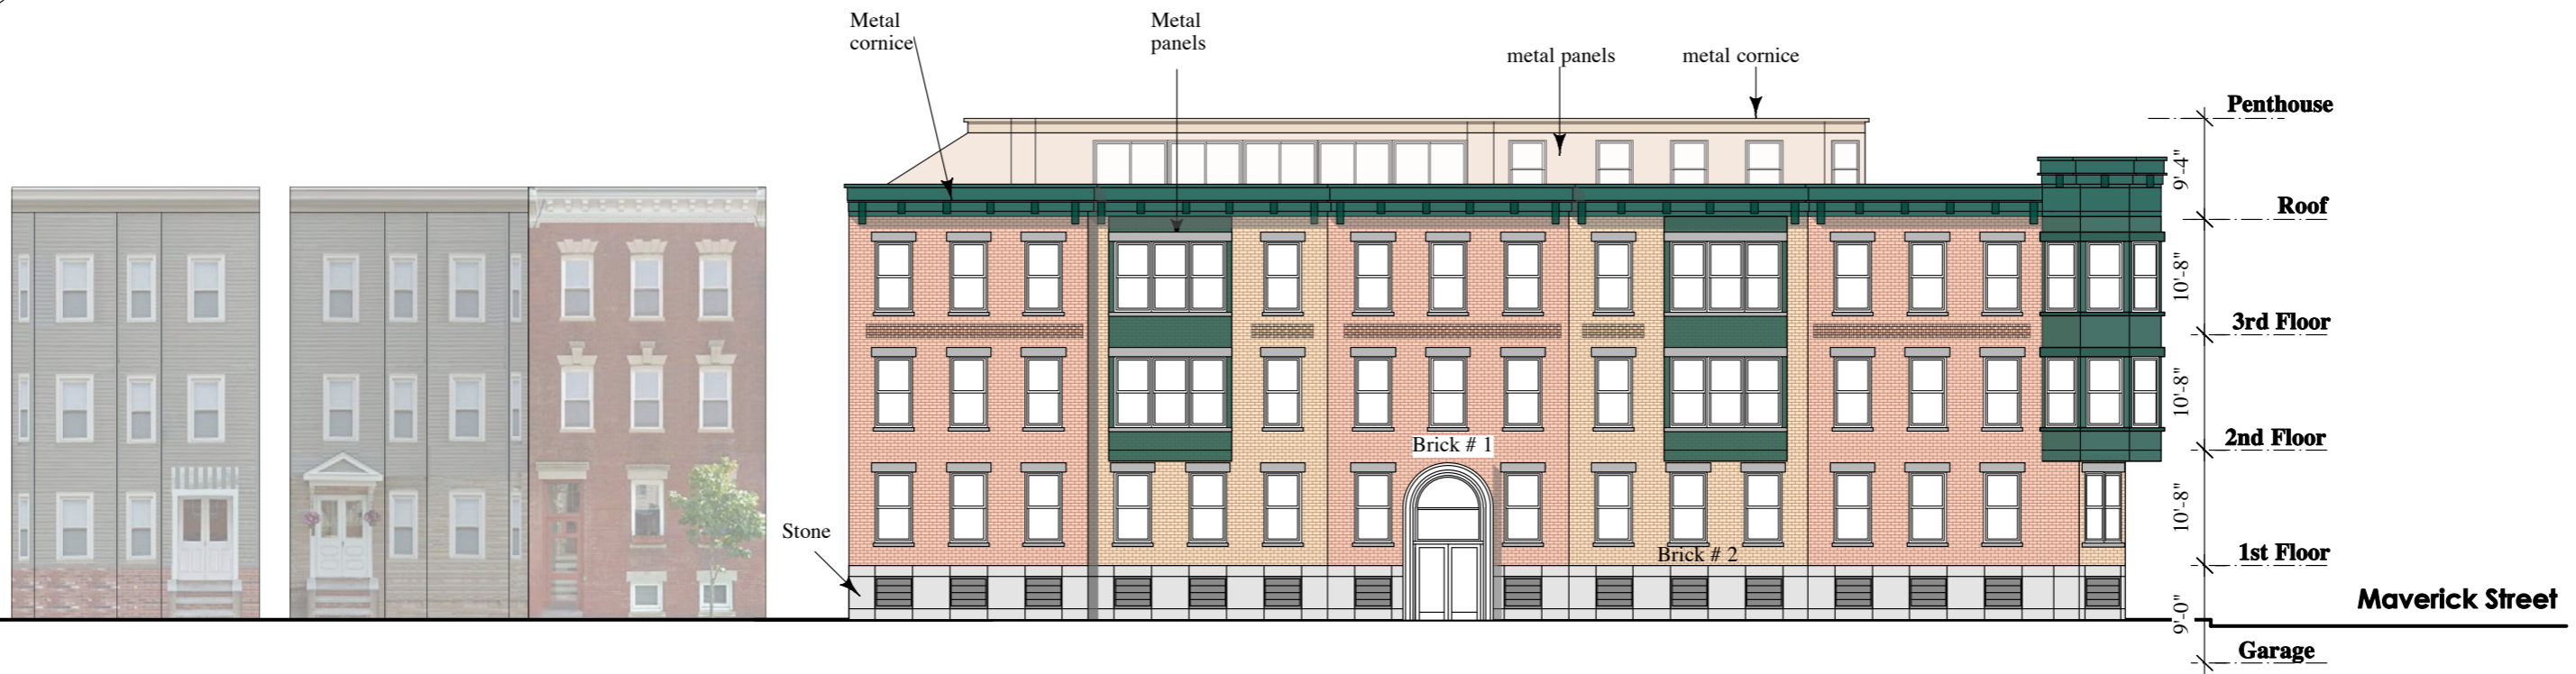 Metal
cornice
Metal
panels
metal panels
metal cornice
Penthouse
9'-4"
Roof
10'-8"
3rd Floor
10'-8"
2nd Floor
Brick # 1
10'-8"
Stone
Brick # 2
1st Floor
Maverick Street
9'-0"
Garage